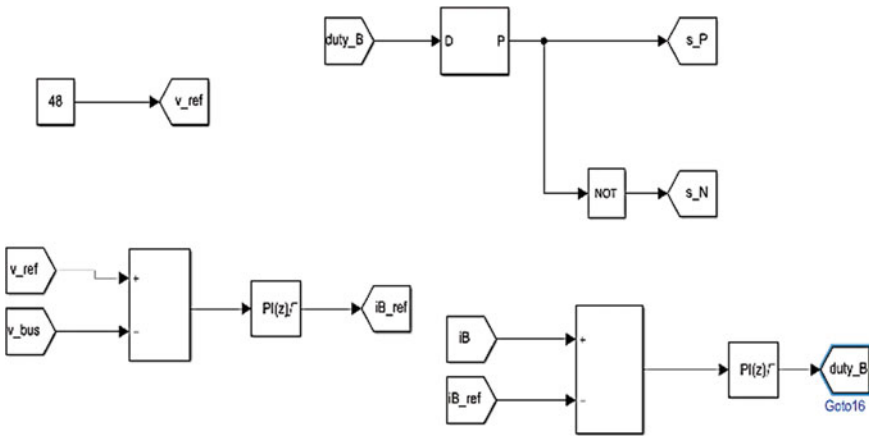 duty_B
D P
s_P
48
v_ref
NOT
s_N
v_ref
+
v_bus
-
PI(z)
iB_ref
iB
+
iB_ref
-
PI(z)
duty_B
Goto16